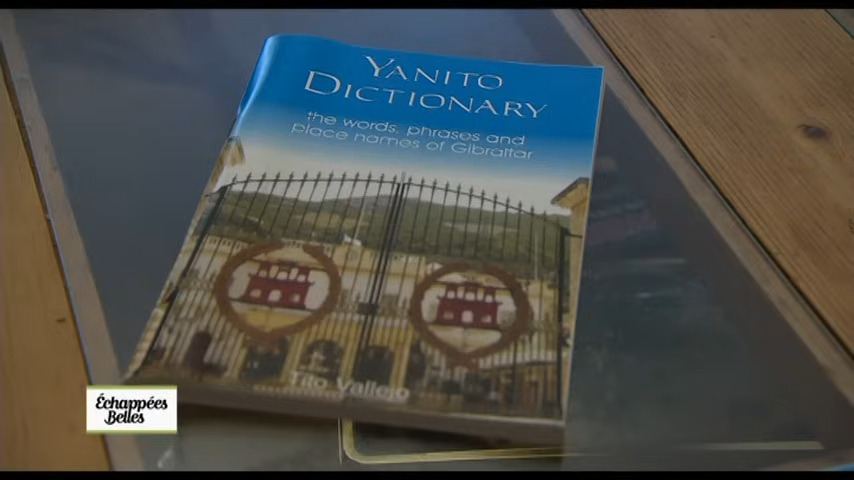 YANITO
DICTIONARY
the words, phrases and
place names of Gibraltar
Tito Vallejo
Échappées
Belles